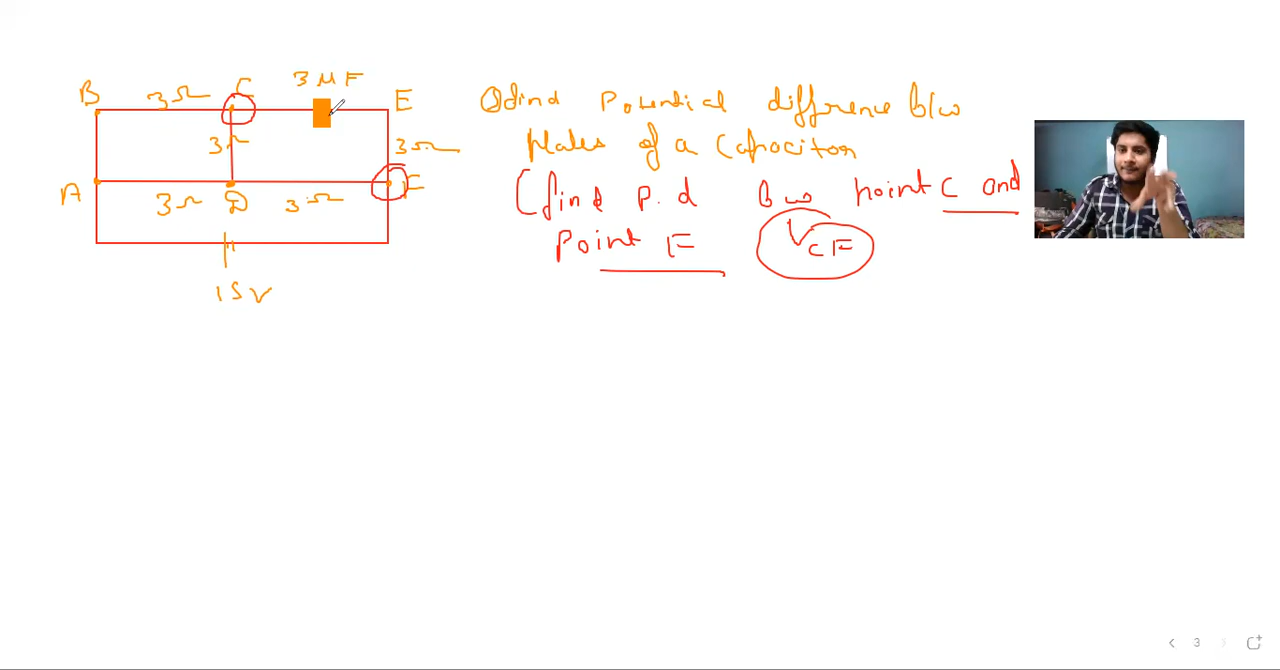 B 3Ω C 3 μF E
3Ω 3Ω
A 3Ω D 3Ω F
15V
Q find Potential difference b/w
plates of a capacitor
(find P.d b/w point C and
Point F V CF
3